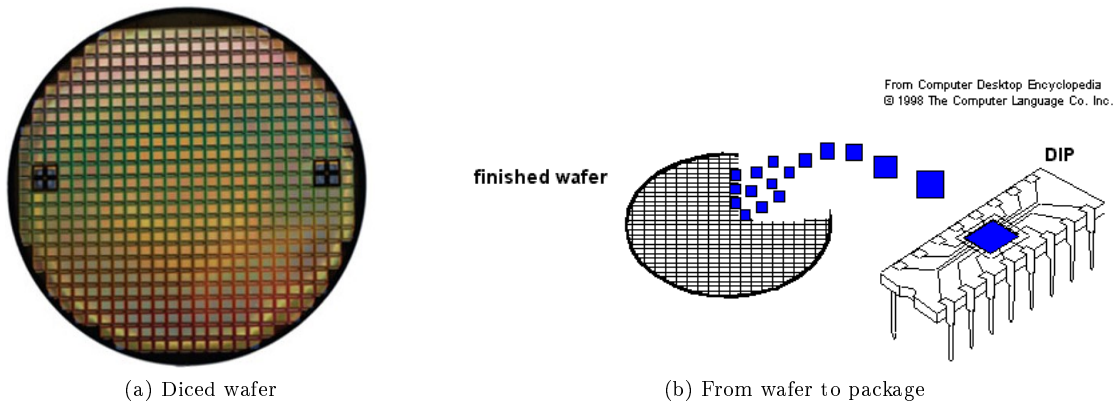 From Computer Desktop Encyclopedia
© 1998 The Computer Language Co. Inc.
finished wafer
DIP
(a) Diced wafer
(b) From wafer to package